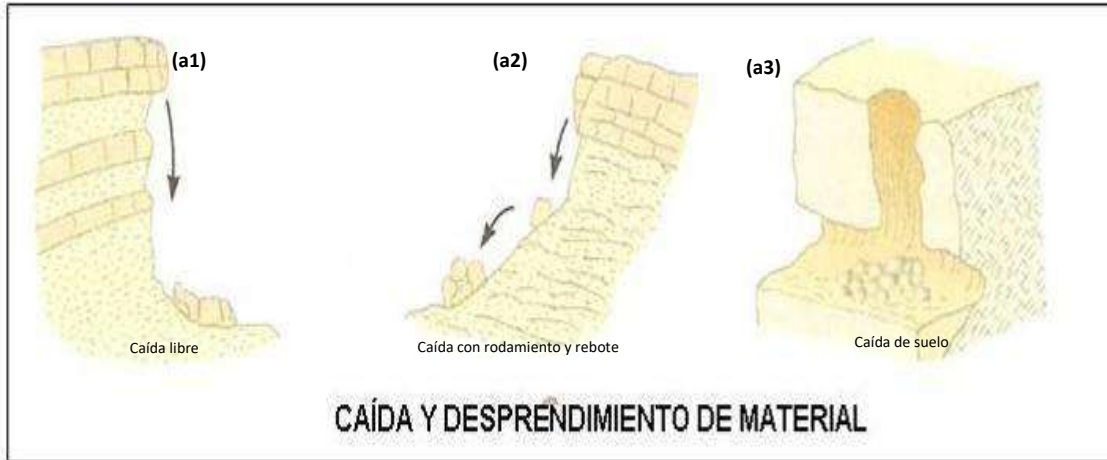 (a1)
(a2)
(a3)
Caída libre
Caída con rodamiento y rebote
Caída de suelo
CAÍDA Y DESPRENDIMIENTO DE MATERIAL